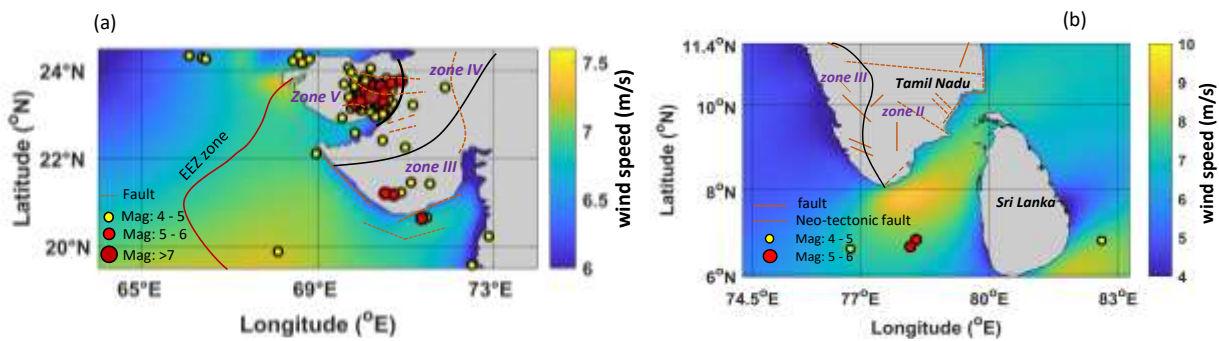 (a)
24°N
22°N
20°N
Latitude (°N)
65°E
69°E
73°E
Longitude (°E)
EEZ zone
Zone V
zone IV
zone III
Fault
Mag: 4 - 5
Mag: 5 - 6
Mag: >7
7.5
7
6.5
6
wind speed (m/s)
(b)
11.4°N
10°N
8°N
6°N
Latitude (°N)
74.5°E
77°E
80°E
83°E
Longitude (°E)
zone III
Tamil Nadu
zone II
Sri Lanka
fault
Neo-tectonic fault
Mag: 4 - 5
Mag: 5 - 6
10
9
8
7
6
5
4
wind speed (m/s)